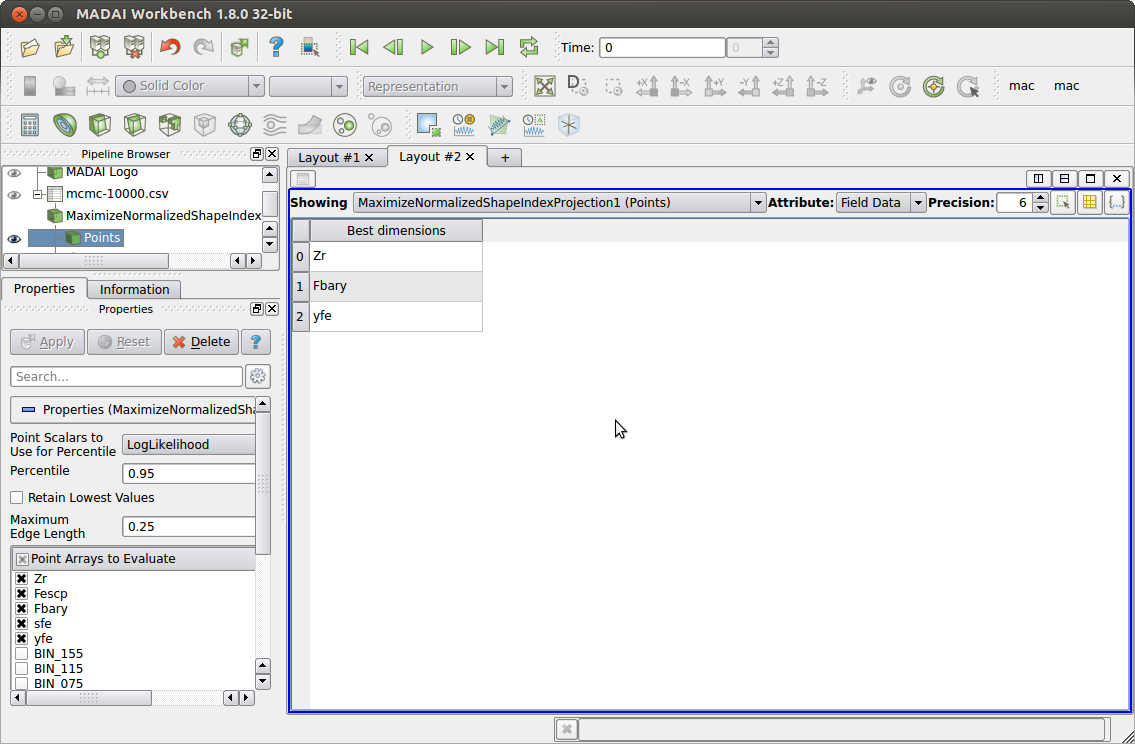 MADAI Workbench 1.8.0 32-bit
Time: 0 0
Solid Color Representation mac mac
Pipeline Browser
MADAI Logo
mcmc-10000.csv
MaximizeNormalizedShapeIndex
Points
Properties Information
Properties
Apply Reset Delete ?
Search...
Properties (MaximizeNormalizedSha
Point Scalars to
Use for Percentile LogLikelihood
Percentile 0.95
Retain Lowest Values
Maximum
Edge Length 0.25
Point Arrays to Evaluate
Zr
Fescp
Fbary
sfe
yfe
BIN_155
BIN_115
BIN_075
Layout #1 Layout #2 +
Showing MaximizeNormalizedShapeIndexProjection1 (Points) Attribute: Field Data Precision: 6
Best dimensions
0 Zr
1 Fbary
2 yfe